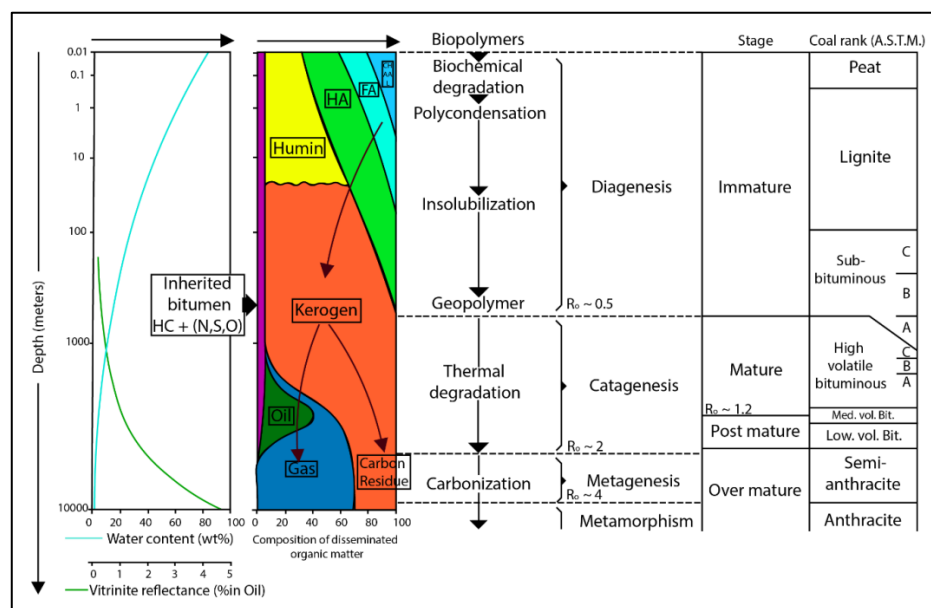 Biopolymers
Stage
Coal rank (A.S.T.M.)
Depth (meters)
0.01
0.1
1
10
100
1000
10000
0 20 40 60 80 100
Water content (wt%)
0 1 2 3 4 5
Vitrinite reflectance (%in Oil)
Inherited
bitumen
HC + (N,S,O)
Humin
HA
FA
Kerogen
Oil
Gas
Carbon
Residue
0 20 40 60 80 100
Composition of disseminated
organic matter
Biochemical
degradation
Polycondensation
Insolubilization
Geopolymer
Thermal
degradation
Carbonization
Diagenesis
Rₒ ~ 0.5
Catagenesis
Rₒ ~ 2
Metagenesis
Rₒ ~ 4
Metamorphism
Immature
Mature
Rₒ ~ 1.2
Post mature
Over mature
Peat
Lignite
Sub-
bituminous
C
B
A
High
volatile
bituminous
C
B
A
Med. vol. Bit.
Low. vol. Bit.
Semi-
anthracite
Anthracite